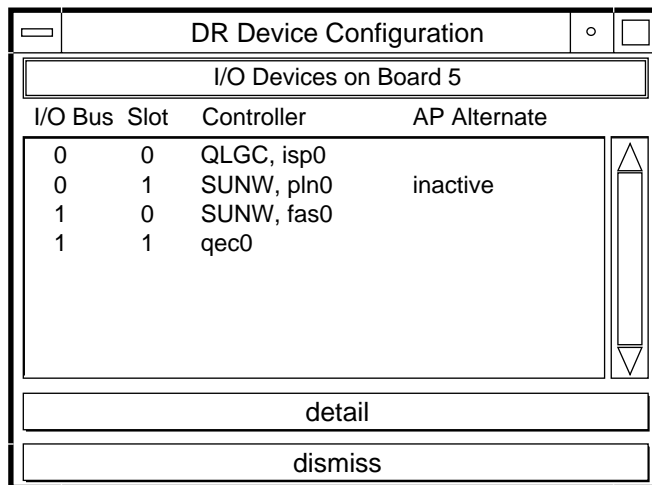 DR Device Configuration
I/O Devices on Board 5
I/O Bus Slot Controller AP Alternate
0 0 QLGC, isp0
0 1 SUNW, pln0 inactive
1 0 SUNW, fas0
1 1 qec0
detail
dismiss